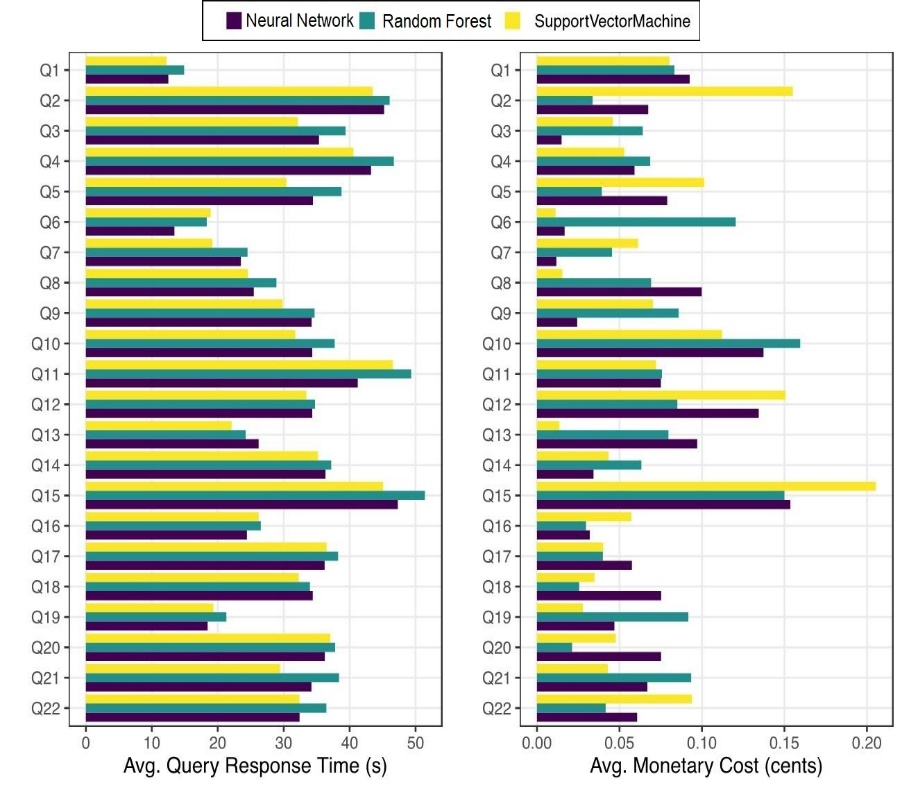 Neural Network Random Forest SupportVectorMachine
Q1
Q2
Q3
Q4
Q5
Q6
Q7
Q8
Q9
Q10
Q11
Q12
Q13
Q14
Q15
Q16
Q17
Q18
Q19
Q20
Q21
Q22
0 10 20 30 40 50
Avg. Query Response Time (s)
Q1
Q2
Q3
Q4
Q5
Q6
Q7
Q8
Q9
Q10
Q11
Q12
Q13
Q14
Q15
Q16
Q17
Q18
Q19
Q20
Q21
Q22
0.00 0.05 0.10 0.15 0.20
Avg. Monetary Cost (cents)